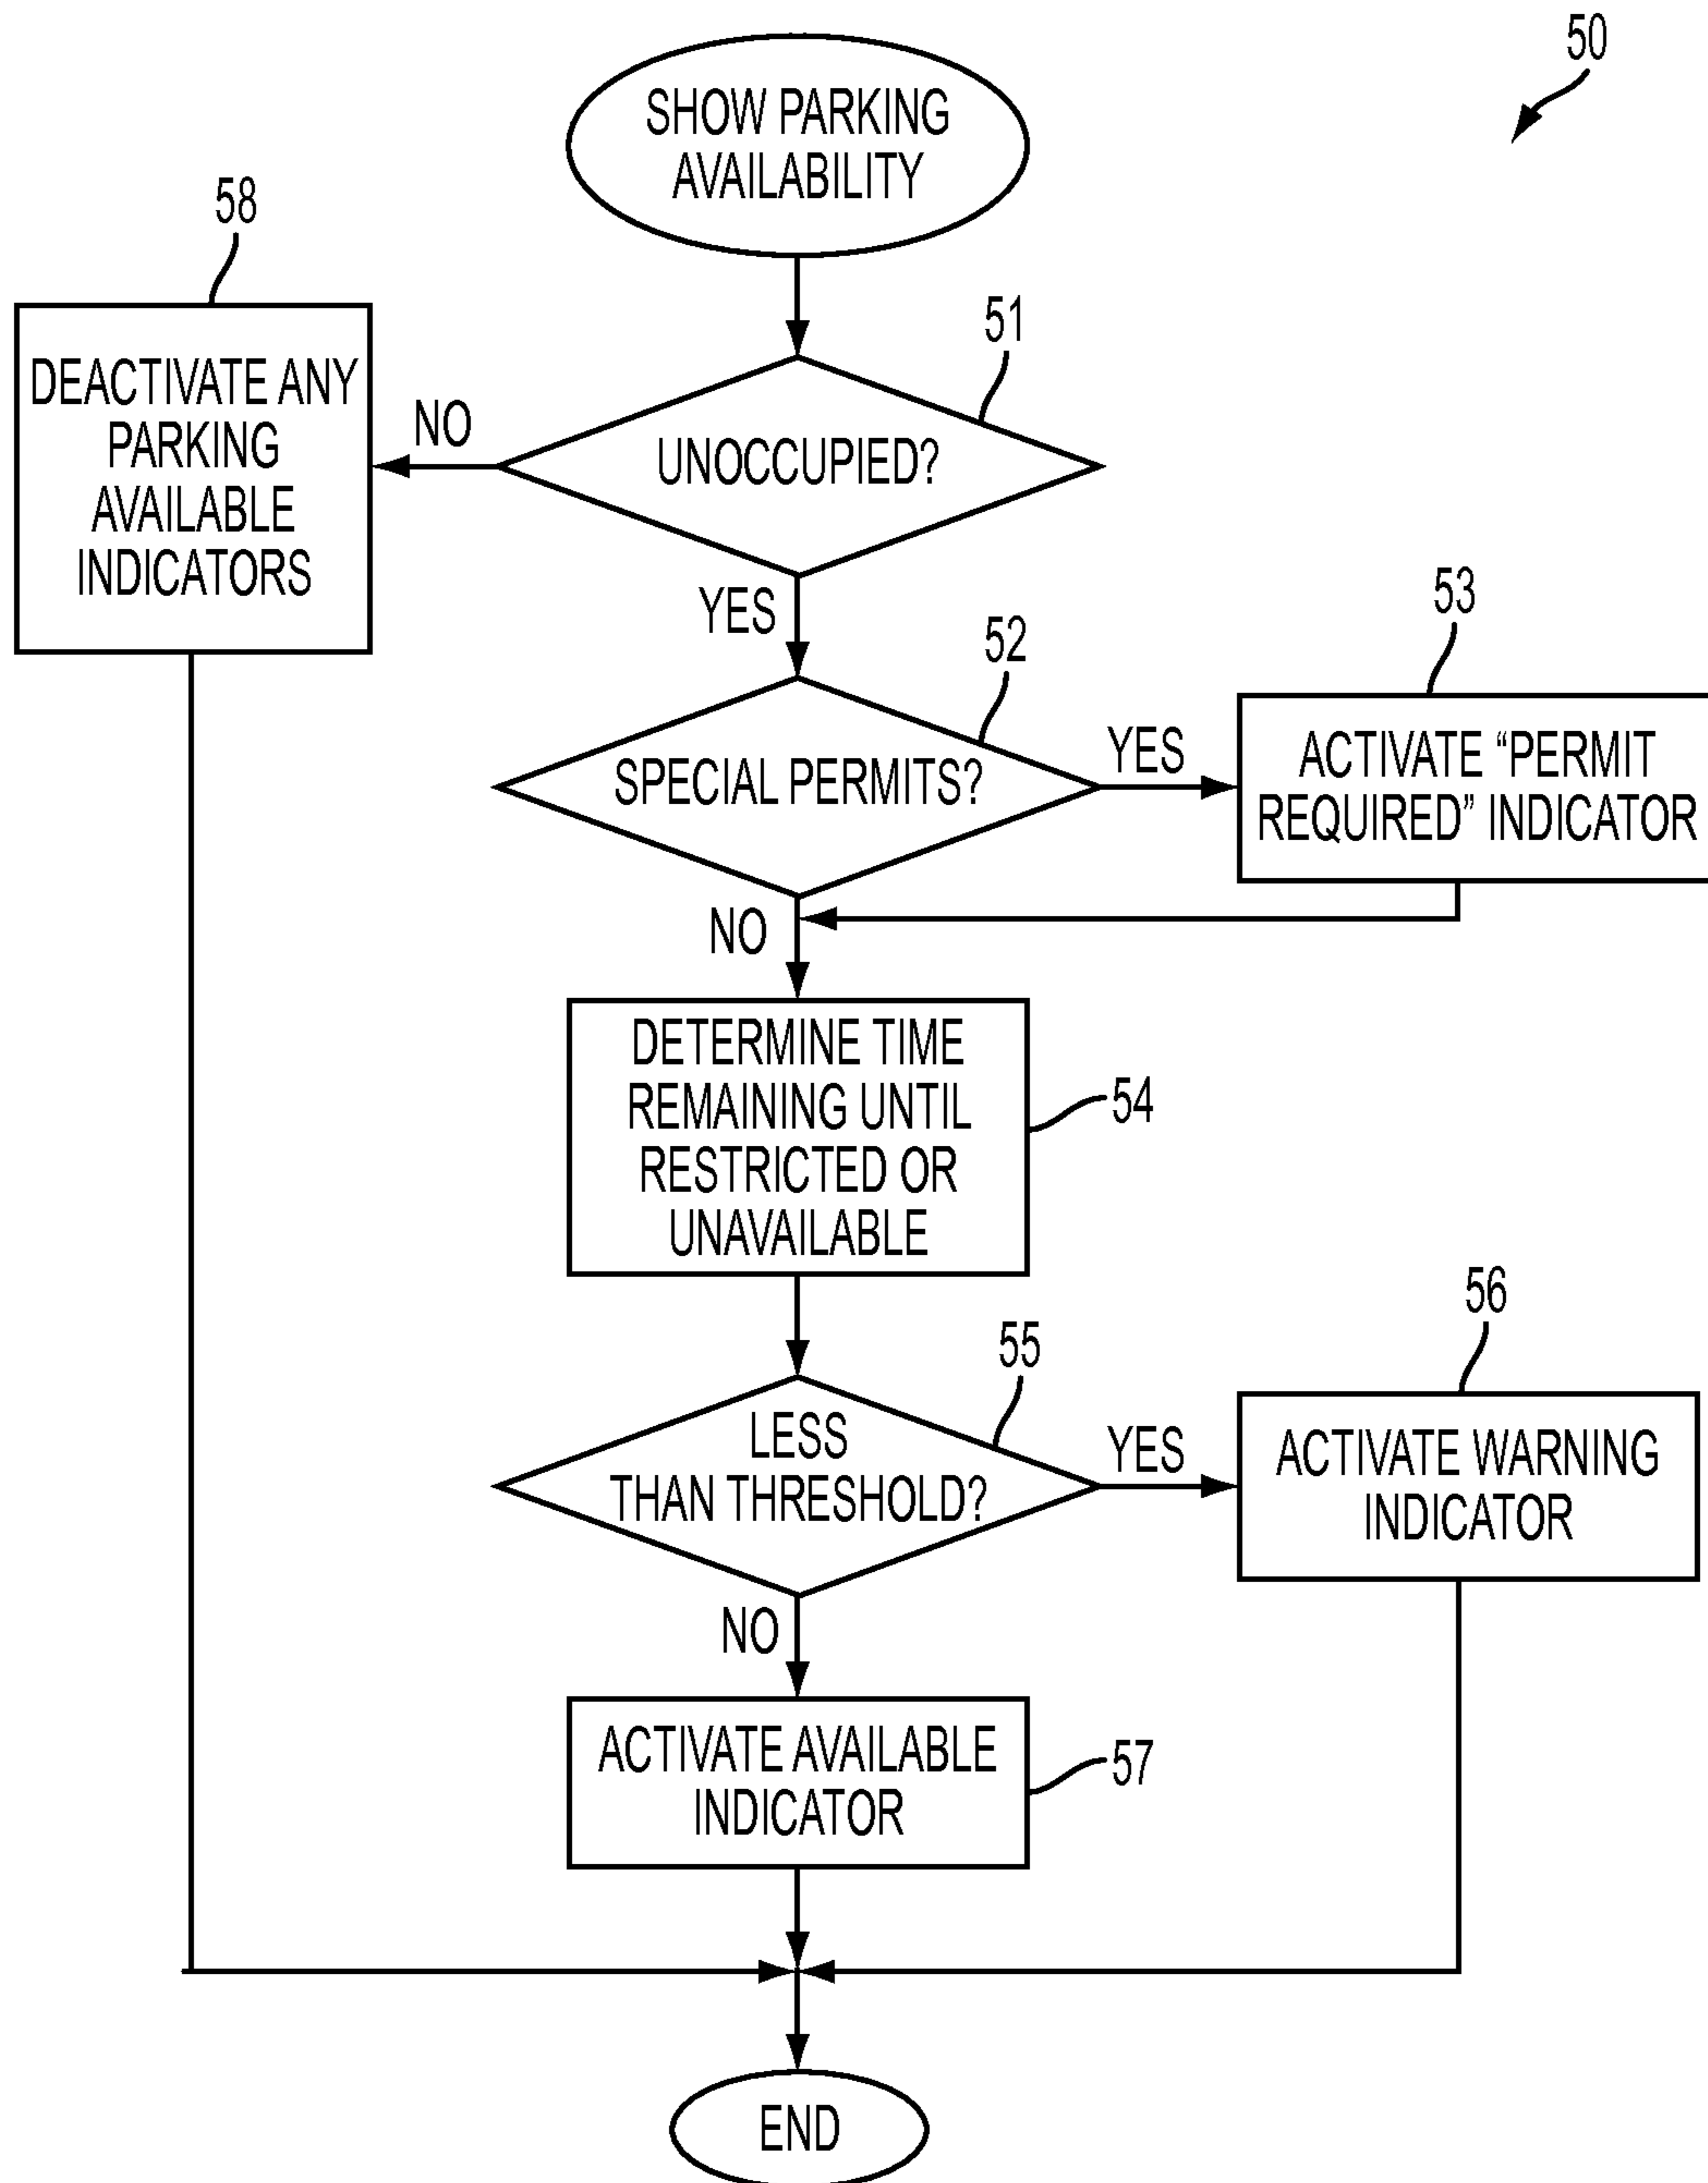 50
SHOW PARKING
AVAILABILITY
58
51
DEACTIVATE ANY
PARKING
AVAILABLE
INDICATORS
NO
UNOCCUPIED?
YES
52
53
SPECIAL PERMITS?
YES
ACTIVATE “PERMIT
REQUIRED” INDICATOR
NO
DETERMINE TIME
REMAINING UNTIL
RESTRICTED OR
UNAVAILABLE
54
55
56
LESS
THAN THRESHOLD?
YES
ACTIVATE WARNING
INDICATOR
NO
ACTIVATE AVAILABLE
INDICATOR
57
END